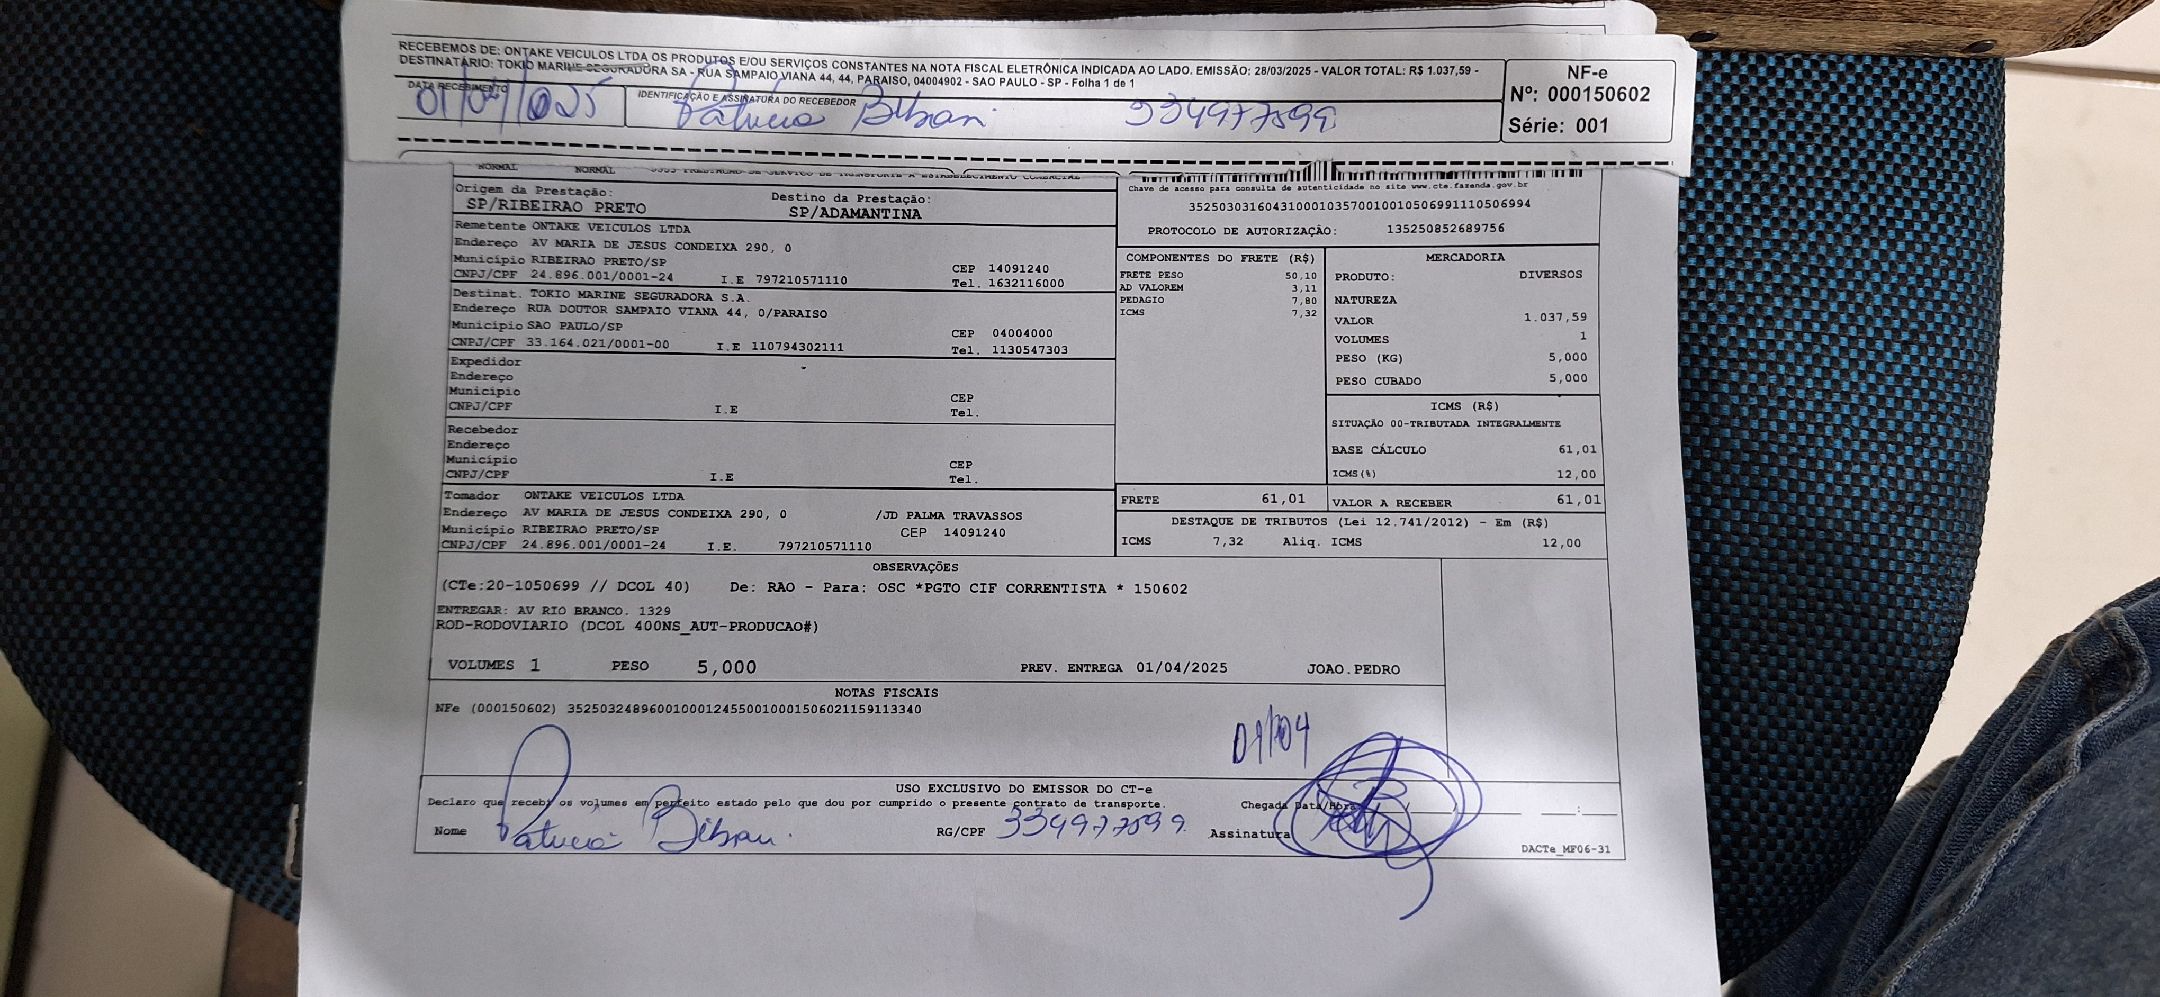 RECEBEMOS DE: ONTAKE VEICULOS LTDA OS PRODUTOS E/OU SERVIÇOS CONSTANTES NA NOTA FISCAL ELETRÔNICA INDICADA AO LADO. EMISSÃO: 28/03/2025 - VALOR TOTAL: R$ 1.037,59 -
DESTINATÁRIO: TOKIO MARINE SEGURADORA SA - RUA SAMPAIO VIANA 44, 44, PARAISO, 04004902 - SAO PAULO - SP - Folha 1 de 1
DATA RECEBIMENTO IDENTIFICAÇÃO E ASSINATURA DO RECEBEDOR
334977599
NF-e
Nº: 000150602
Série: 001
NORMAL NORMAL
Origem da Prestação: Destino da Prestação:
SP/RIBEIRAO PRETO SP/ADAMANTINA
Remetente ONTAKE VEICULOS LTDA
Endereço AV MARIA DE JESUS CONDEIXA 290, 0
Município RIBEIRAO PRETO/SP CEP 14091240
CNPJ/CPF 24.896.001/0001-24 I.E 797210571110 Tel. 1632116000
Destinat. TOKIO MARINE SEGURADORA S.A.
Endereço RUA DOUTOR SAMPAIO VIANA 44, 0/PARAISO
Município SAO PAULO/SP CEP 04004000
CNPJ/CPF 33.164.021/0001-00 I.E 110794302111 Tel. 1130547303
Expedidor
Endereço
Município CEP
CNPJ/CPF I.E Tel.
Recebedor
Endereço
Município CEP
CNPJ/CPF I.E Tel.
Tomador ONTAKE VEICULOS LTDA
Endereço AV MARIA DE JESUS CONDEIXA 290, 0 /JD PALMA TRAVASSOS
Município RIBEIRAO PRETO/SP CEP 14091240
CNPJ/CPF 24.896.001/0001-24 I.E. 797210571110
Chave de acesso para consulta de autenticidade no site www.cte.fazenda.gov.br
35250303160431000103570010010506991110506994
PROTOCOLO DE AUTORIZAÇÃO: 135250852689756
COMPONENTES DO FRETE (R$)
FRETE PESO 50,10
AD VALOREM 3,11
PEDAGIO 7,80
ICMS 7,32
MERCADORIA
PRODUTO: DIVERSOS
NATUREZA
VALOR 1.037,59
VOLUMES 1
PESO (KG) 5,000
PESO CUBADO 5,000
ICMS (R$)
SITUAÇÃO 00-TRIBUTADA INTEGRALMENTE
BASE CÁLCULO 61,01
ICMS(%) 12,00
FRETE 61,01 VALOR A RECEBER 61,01
DESTAQUE DE TRIBUTOS (Lei 12.741/2012) - Em (R$)
ICMS 7,32 Aliq. ICMS 12,00
OBSERVAÇÕES
(CTe:20-1050699 // DCOL 40) De: RAO - Para: OSC *PGTO CIF CORRENTISTA * 150602
ENTREGAR: AV RIO BRANCO. 1329
ROD-RODOVIARIO (DCOL 400NS_AUT-PRODUCAO#)
VOLUMES 1 PESO 5,000 PREV. ENTREGA 01/04/2025 JOAO.PEDRO
NOTAS FISCAIS
NFe (000150602) 35250324896001000124550010001506021159113340
01/04
USO EXCLUSIVO DO EMISSOR DO CT-e
Declaro que recebi os volumes em perfeito estado pelo que dou por cumprido o presente contrato de transporte. Chegada Data/Hora
Nome RG/CPF 334977599 Assinatura
DACTe_MF06-31